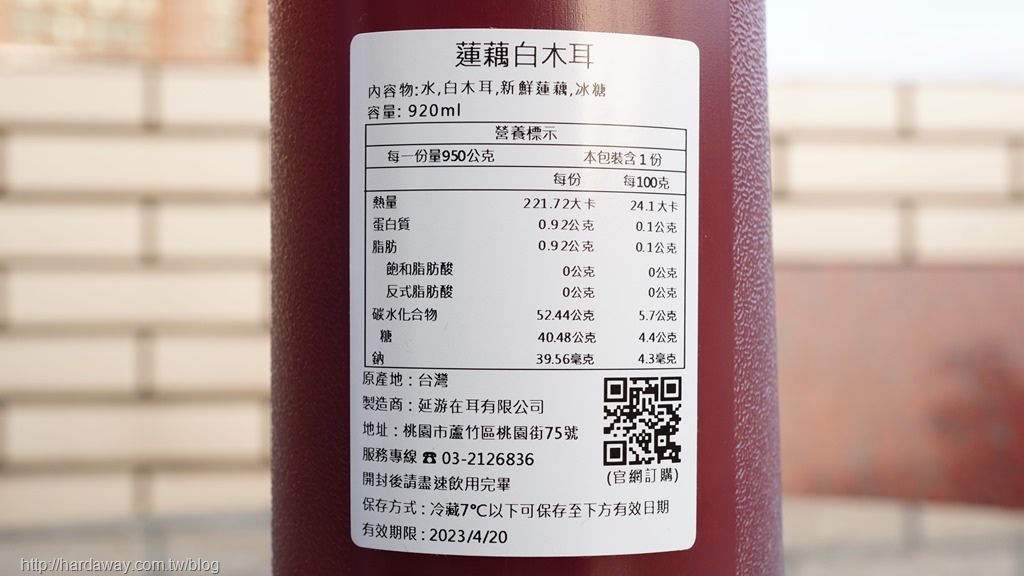 蓮藕白木耳
內容物:水,白木耳,新鮮蓮藕,冰糖
容量: 920ml
營養標示
每一份量950公克 本包裝含 1 份
每份 每100克
熱量 221.72大卡 24.1大卡
蛋白質 0.92公克 0.1公克
脂肪 0.92公克 0.1公克
飽和脂肪酸 0公克 0公克
反式脂肪酸 0公克 0公克
碳水化合物 52.44公克 5.7公克
糖 40.48公克 4.4公克
鈉 39.56毫克 4.3毫克
原產地：台灣
製造商：延游在耳有限公司
地址：桃園市蘆竹區桃園街75號
服務專線 ☎ 03-2126836
(官網訂購)
開封後請盡速飲用完畢
保存方式：冷藏7°C以下可保存至下方有效日期
有效期限：2023/4/20
http://hardaway.com.tw/blog